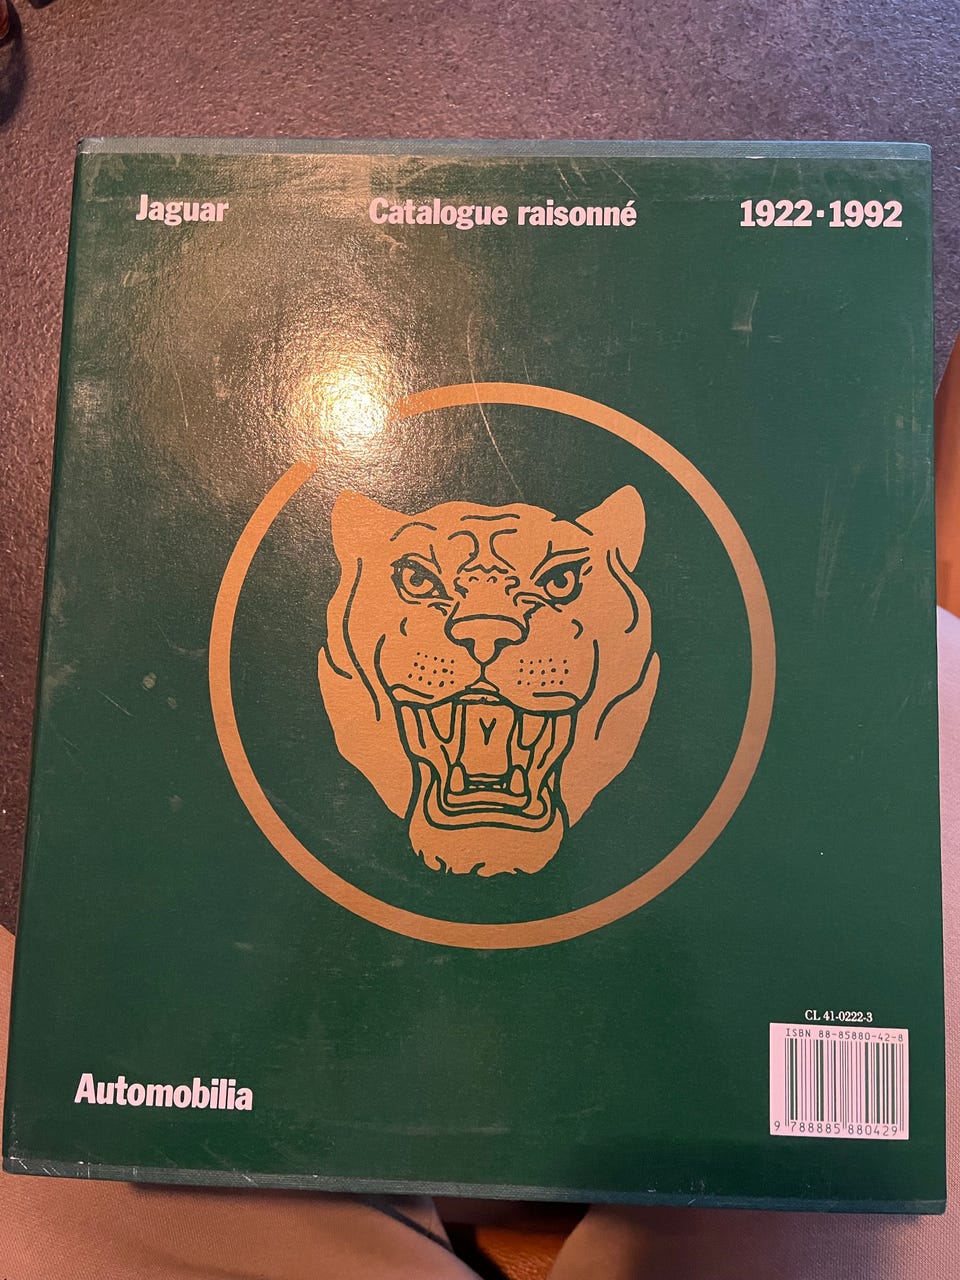 Jaguar Catalogue raisonné 1922▪1992
CL 41-0222-3
ISBN 88-85880-42-8
9 788885 880429
Automobilia